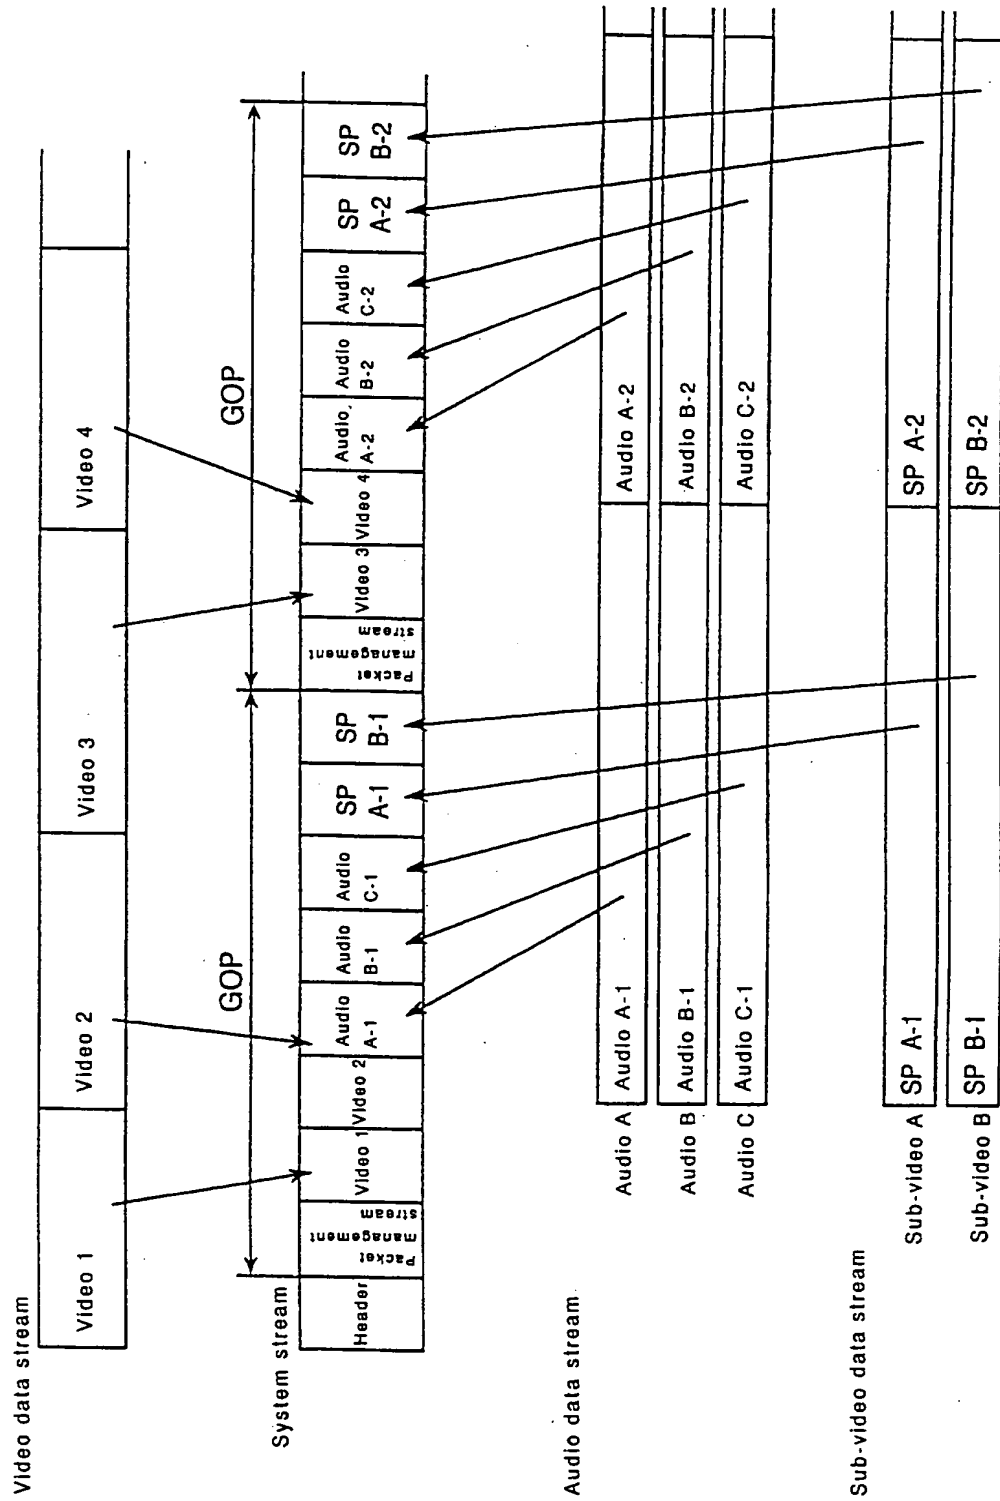 Video data stream
Video 1
Video 2
Video 3
Video 4
GOP
GOP
System stream
Header
Packet
management
stream
Video 1
Video 2
Audio
A-1
Audio
B-1
Audio
C-1
SP
A-1
SP
B-1
Packet
management
stream
Video 3
Video 4
Audio
A-2
Audio
B-2
Audio
C-2
SP
A-2
SP
B-2
Audio data stream
Audio A
Audio A-1
Audio A-2
Audio B
Audio B-1
Audio B-2
Audio C
Audio C-1
Audio C-2
Sub-video data stream
Sub-video A
SP A-1
SP A-2
Sub-video B
SP B-1
SP B-2